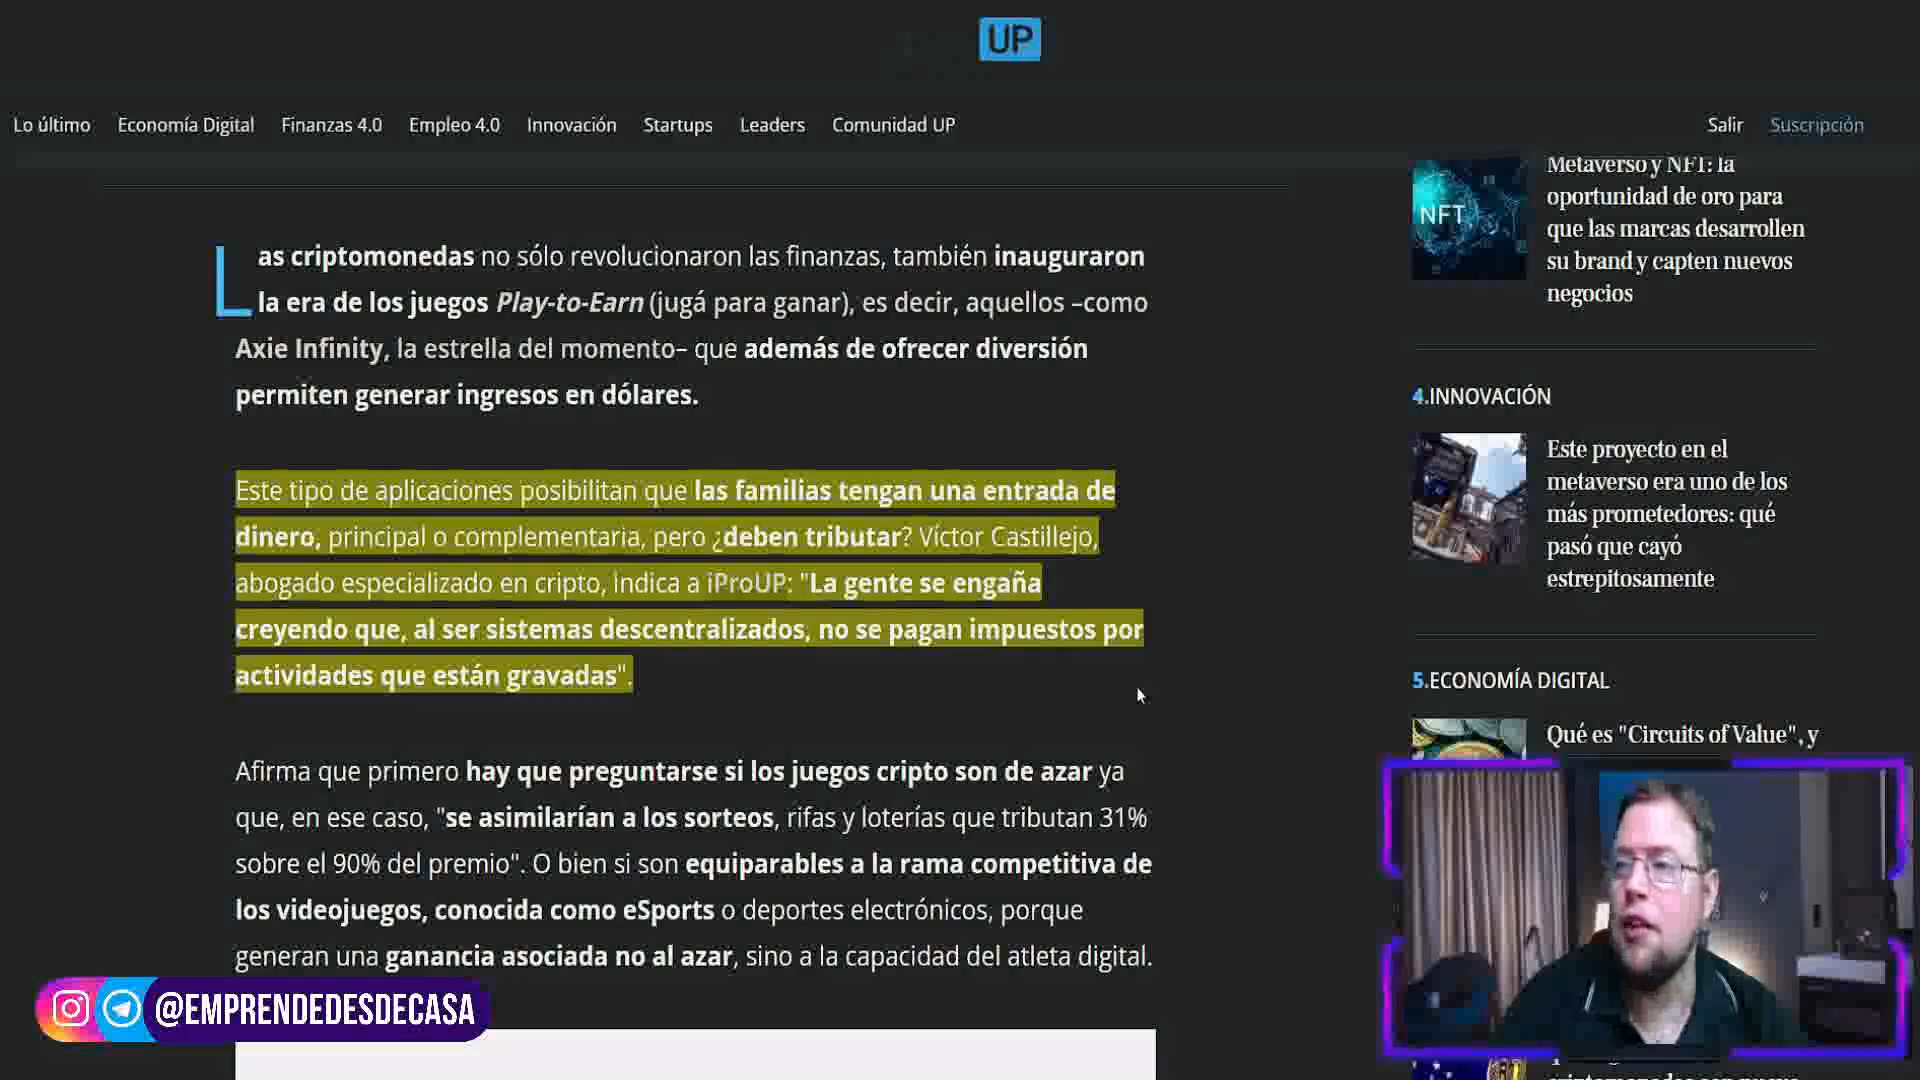 UP
Lo último Economía Digital Finanzas 4.0 Empleo 4.0 Innovación Startups Leaders Comunidad UP Salir Suscripción
Las criptomonedas no sólo revolucionaron las finanzas, también inauguraron
la era de los juegos Play-to-Earn (jugá para ganar), es decir, aquellos –como
Axie Infinity, la estrella del momento– que además de ofrecer diversión
permiten generar ingresos en dólares.
Este tipo de aplicaciones posibilitan que las familias tengan una entrada de
dinero, principal o complementaria, pero ¿deben tributar? Víctor Castillejo,
abogado especializado en cripto, indica a iProUP: "La gente se engaña
creyendo que, al ser sistemas descentralizados, no se pagan impuestos por
actividades que están gravadas".
Afirma que primero hay que preguntarse si los juegos cripto son de azar ya
que, en ese caso, "se asimilarían a los sorteos, rifas y loterías que tributan 31%
sobre el 90% del premio". O bien si son equiparables a la rama competitiva de
los videojuegos, conocida como eSports o deportes electrónicos, porque
generan una ganancia asociada no al azar, sino a la capacidad del atleta digital.
NFT
Metaverso y NFT: la
oportunidad de oro para
que las marcas desarrollen
su brand y capten nuevos
negocios
4.INNOVACIÓN
Este proyecto en el
metaverso era uno de los
más prometedores: qué
pasó que cayó
estrepitosamente
5.ECONOMÍA DIGITAL
Qué es "Circuits of Value", y
@EMPRENDEDESDECASA